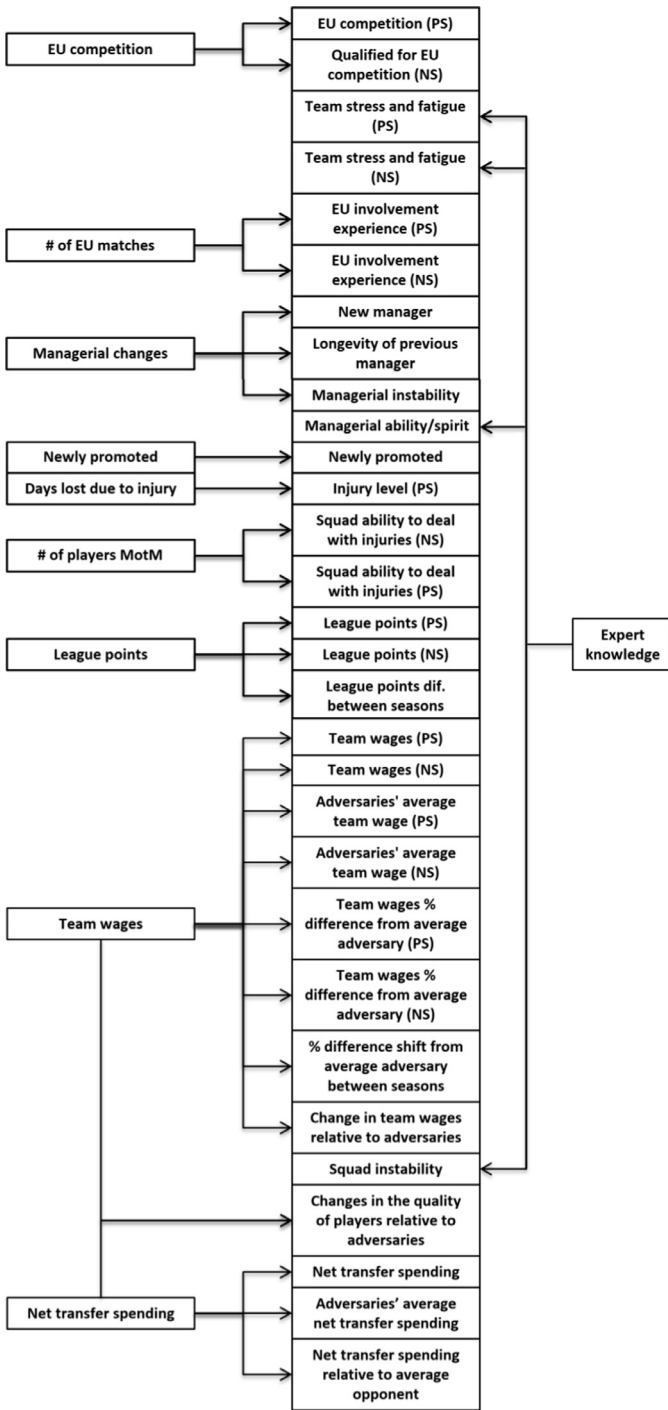 EU competition
# of EU matches
Managerial changes
Newly promoted
Days lost due to injury
# of players MotM
League points
Team wages
Net transfer spending
EU competition (PS)
Qualified for EU
competition (NS)
Team stress and fatigue
(PS)
Team stress and fatigue
(NS)
EU involvement
experience (PS)
EU involvement
experience (NS)
New manager
Longevity of previous
manager
Managerial instability
Managerial ability/spirit
Newly promoted
Injury level (PS)
Squad ability to deal
with injuries (NS)
Squad ability to deal
with injuries (PS)
League points (PS)
League points (NS)
League points dif.
between seasons
Team wages (PS)
Team wages (NS)
Adversaries' average
team wage (PS)
Adversaries' average
team wage (NS)
Team wages %
difference from average
adversary (PS)
Team wages %
difference from average
adversary (NS)
% difference shift from
average adversary
between seasons
Change in team wages
relative to adversaries
Squad instability
Changes in the quality
of players relative to
adversaries
Net transfer spending
Adversaries’ average
net transfer spending
Net transfer spending
relative to average
opponent
Expert
knowledge